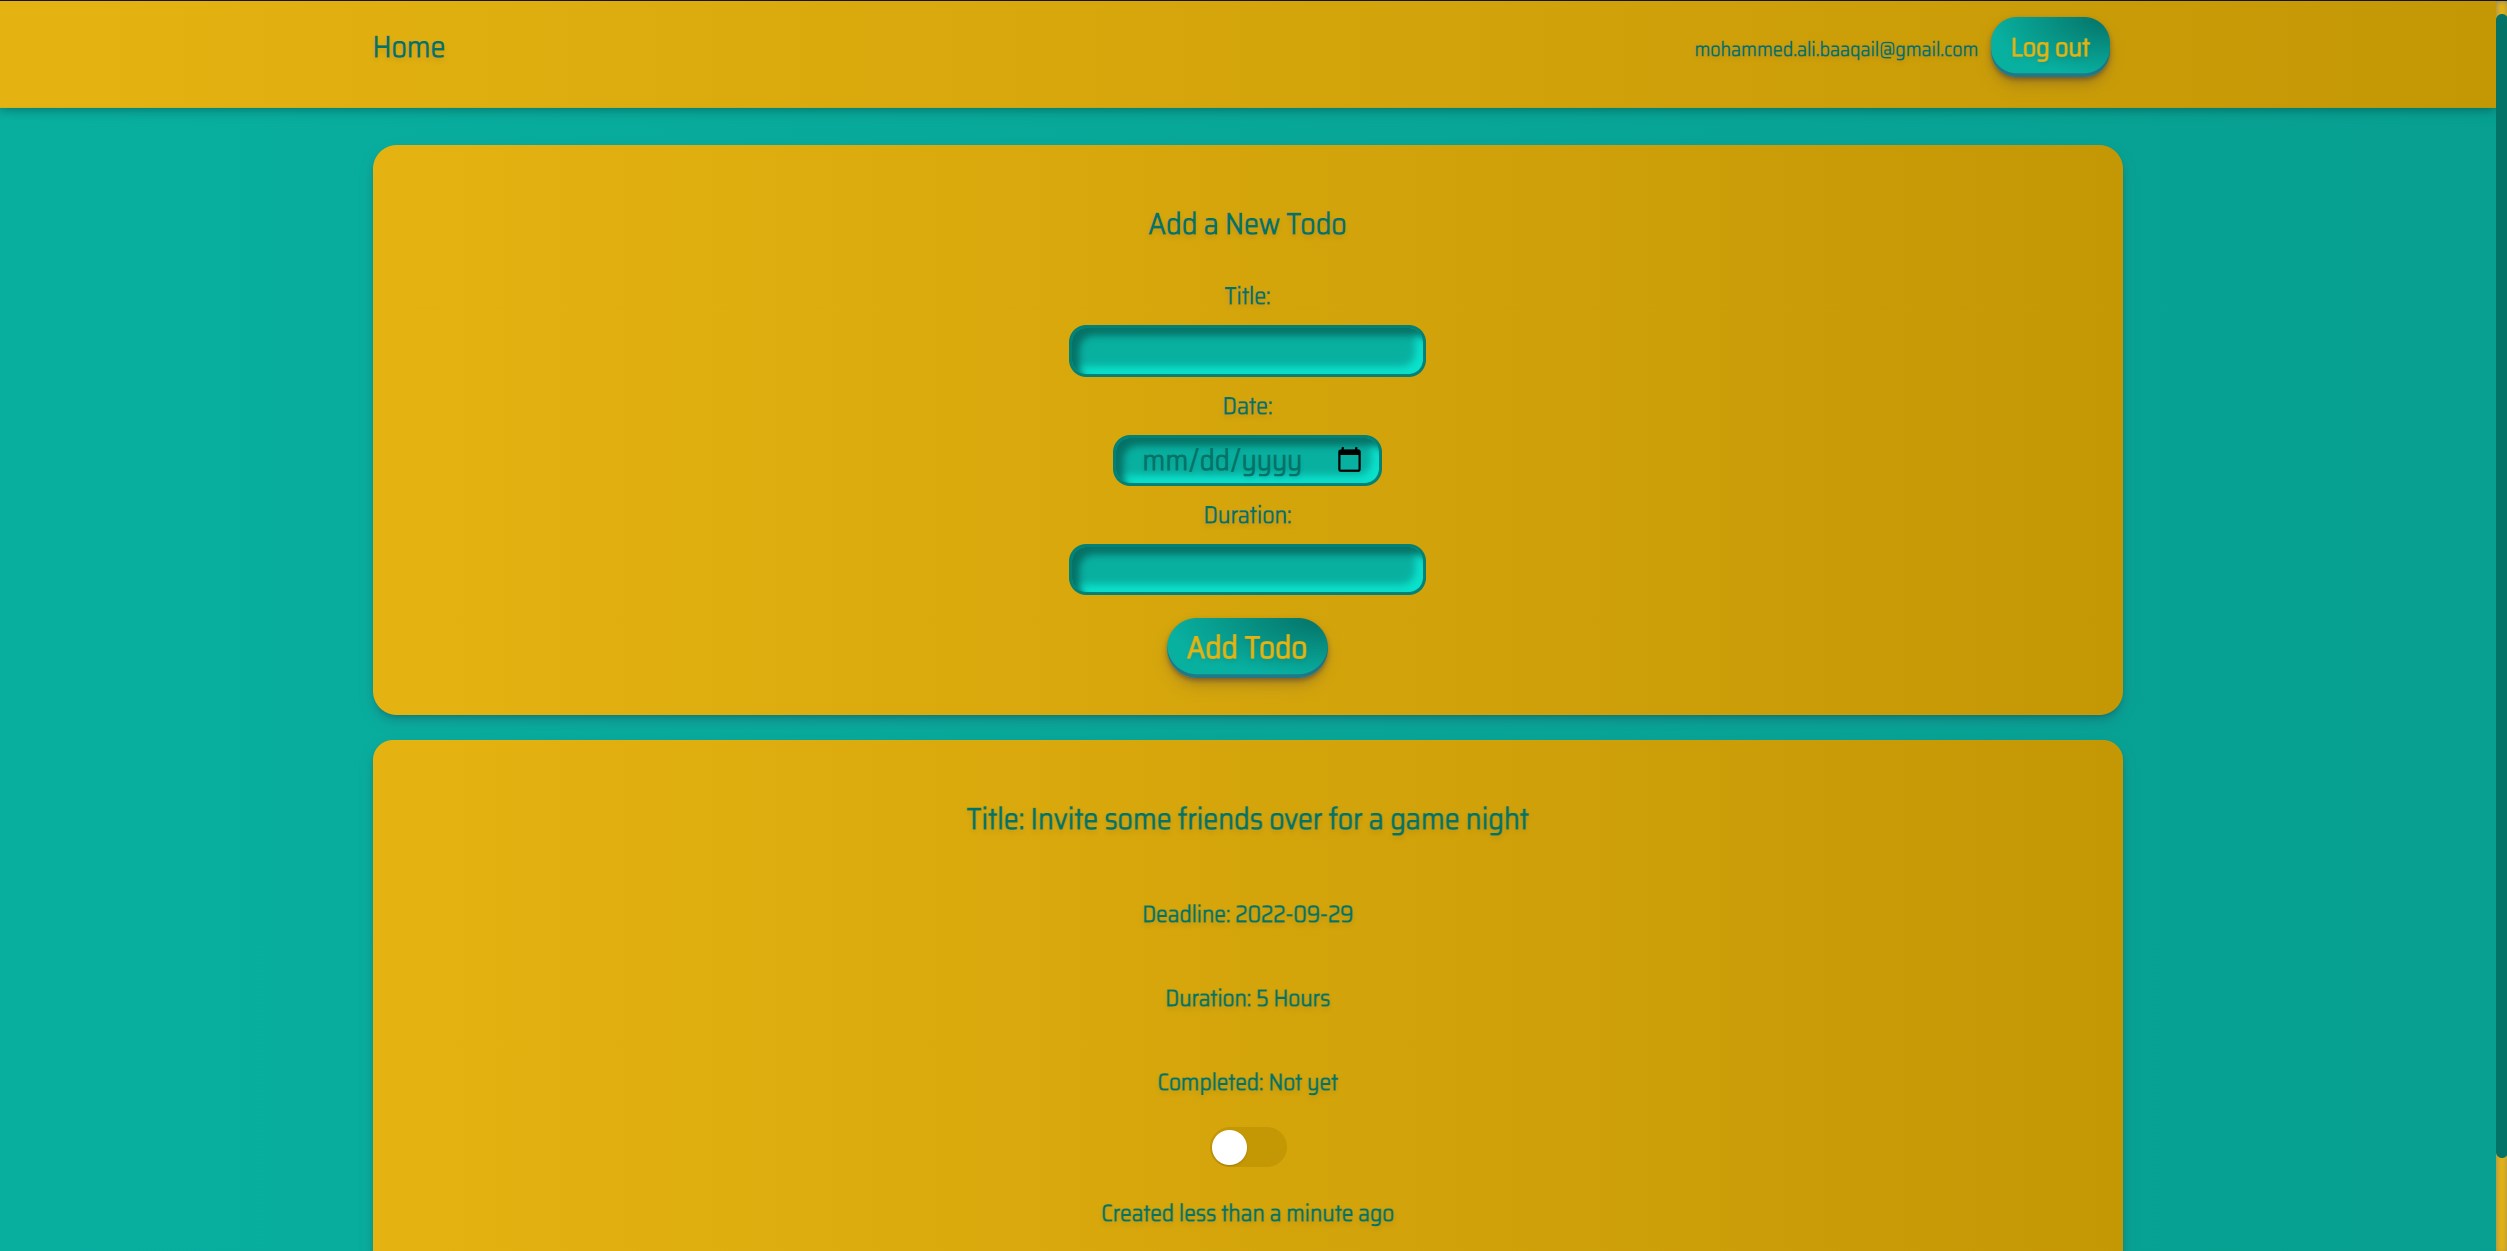 Home
mohammed.ali.baaqail@gmail.com
Log out
Add a New Todo
Title:
Date:
mm/dd/yyyy
Duration:
Add Todo
Title: Invite some friends over for a game night
Deadline: 2022-09-29
Duration: 5 Hours
Completed: Not yet
Created less than a minute ago